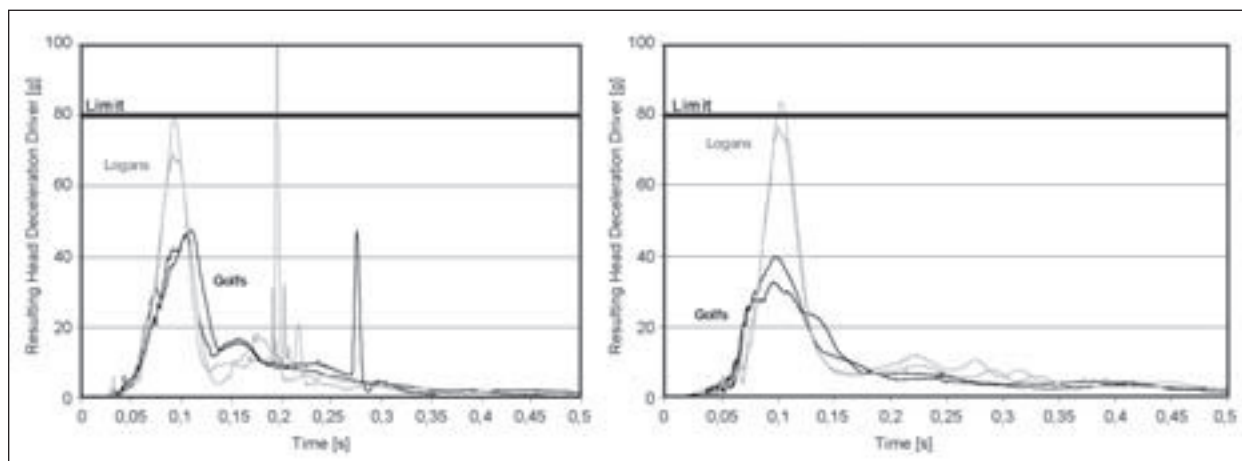 Resulting Head Deceleration Driver [g]
100
80
60
40
20
0
Limit
Logans
Golfs
0 0,05 0,1 0,15 0,2 0,25 0,3 0,35 0,4 0,45 0,5
Time [s]
Resulting Head Deceleration Driver [g]
100
80
60
40
20
0
Limit
Logans
Golfs
0 0,05 0,1 0,15 0,2 0,25 0,3 0,35 0,4 0,45 0,5
Time [s]